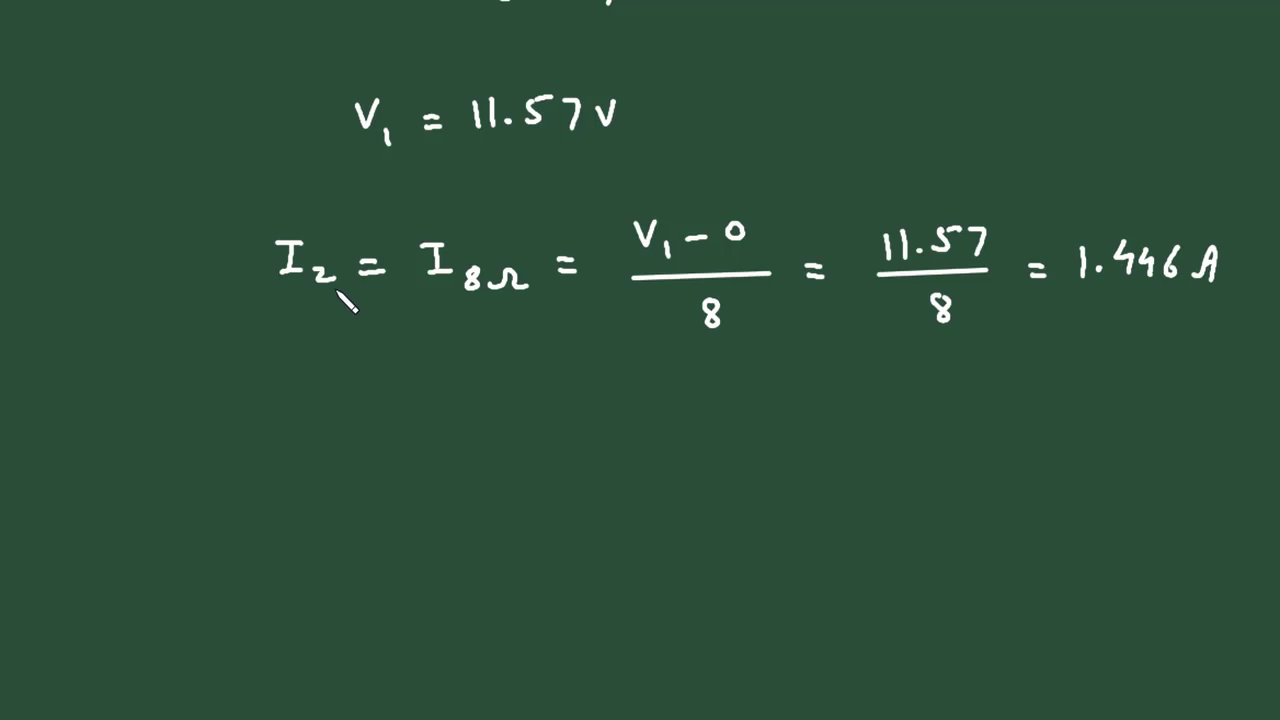 V₁ = 11.57 V
I₂ = I₈Ω = (V₁ - 0)/8 = 11.57/8 = 1.446 A